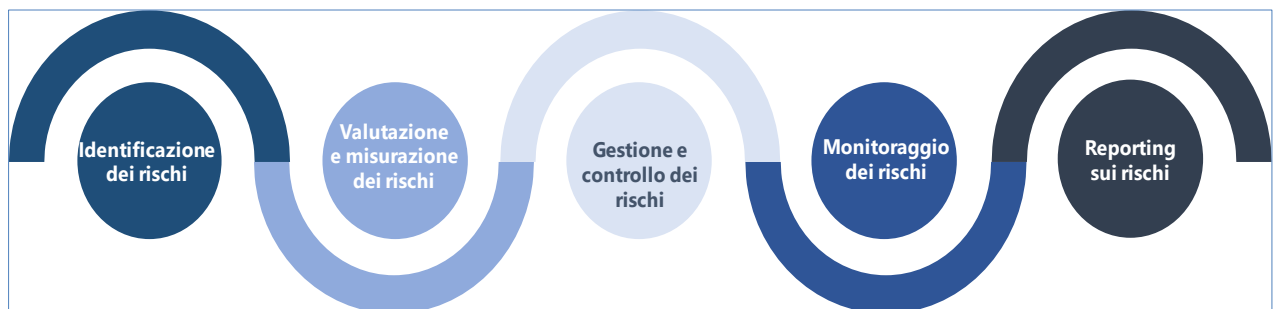 Identificazione
dei rischi
Valutazione
e misurazione
dei rischi
Gestione e
controllo dei
rischi
Monitoraggio
dei rischi
Reporting
sui rischi